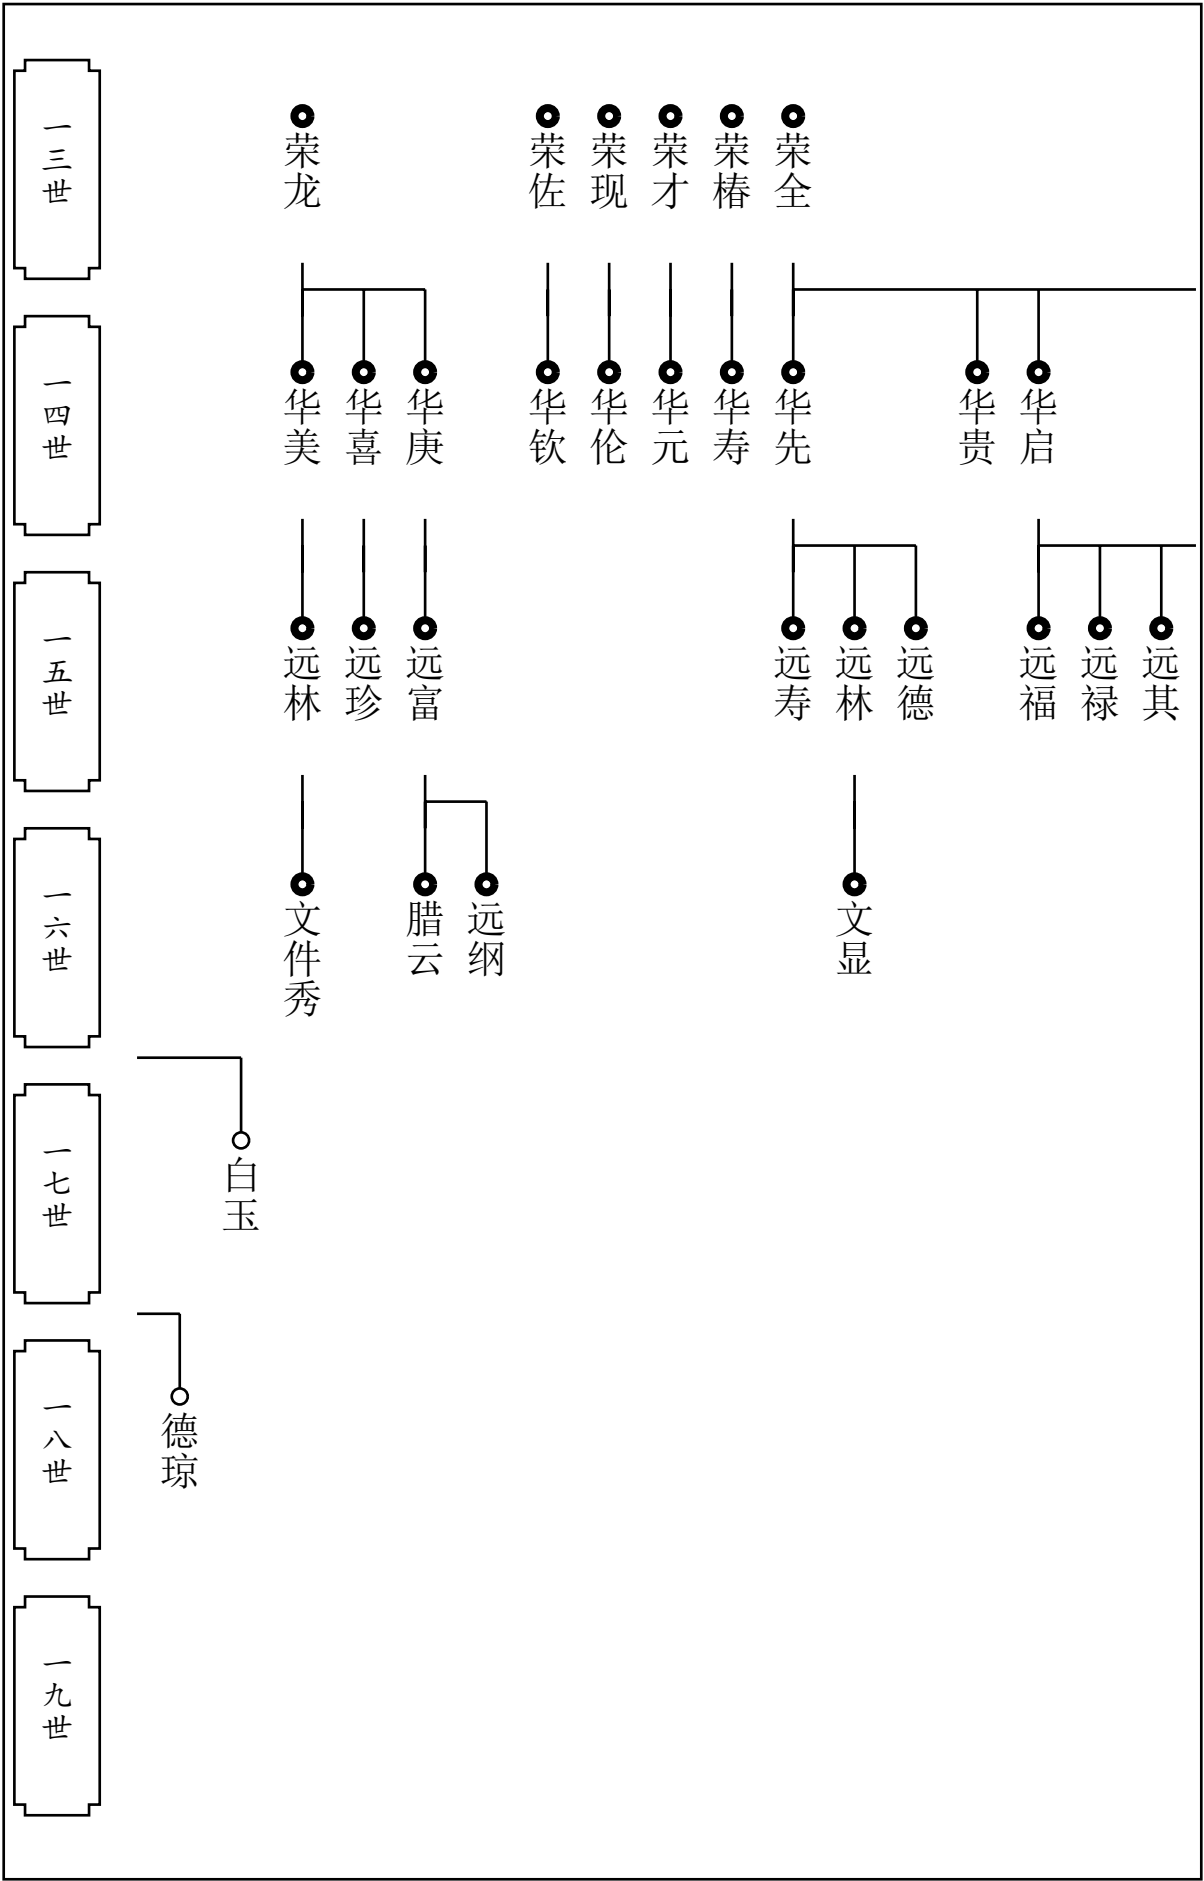 一三世
荣龙
荣佐
荣现
荣才
荣椿
荣全
一四世
华美
华喜
华庚
华钦
华伦
华元
华寿
华先
华贵
华启
一五世
远林
远珍
远富
远寿
远林
远德
远福
远禄
远其
一六世
文件秀
腊云
远纲
文显
一七世
白玉
一八世
德琼
一九世